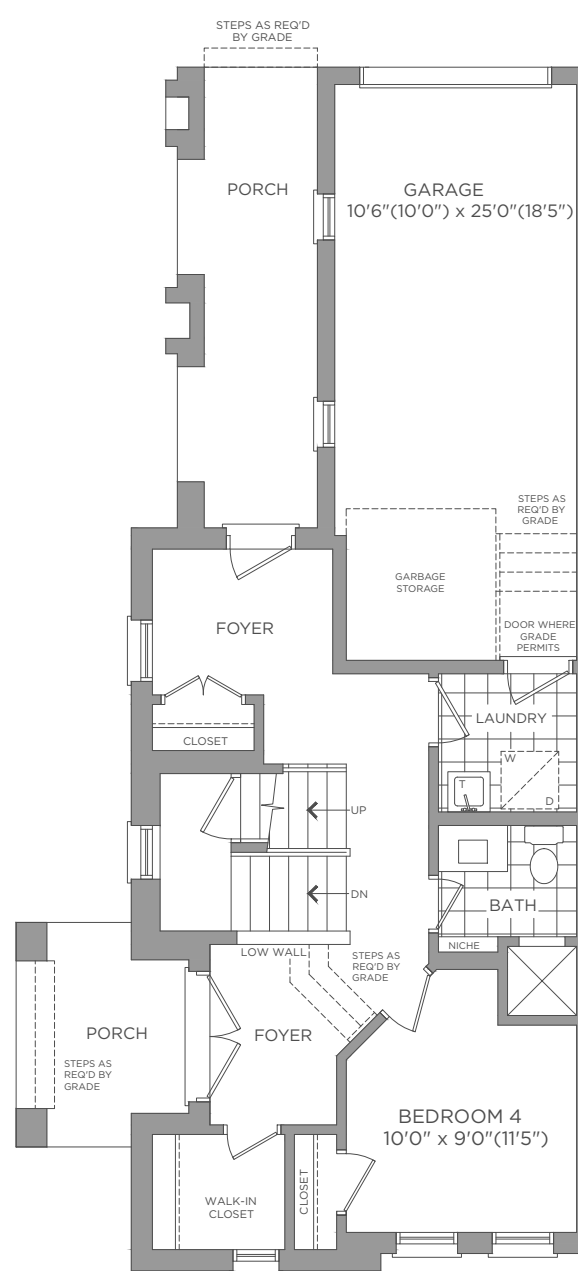 STEPS AS REQ'D
BY GRADE
PORCH
GARAGE
10'6"(10'0") x 25'0"(18'5")
STEPS AS
REQ'D BY
GRADE
GARBAGE
STORAGE
DOOR WHERE
GRADE
PERMITS
FOYER
CLOSET
LAUNDRY
W
T
D
UP
DN
BATH
NICHE
LOW WALL
STEPS AS
REQ'D BY
GRADE
FOYER
PORCH
STEPS AS
REQ'D BY
GRADE
BEDROOM 4
10'0" x 9'0"(11'5")
WALK-IN
CLOSET
CLOSET